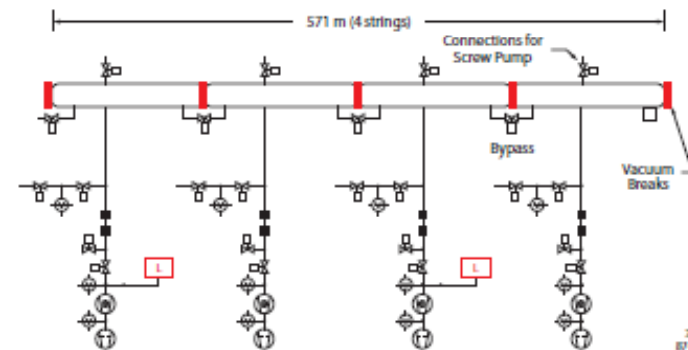 571 m (4 strings)
Connections for
Screw Pump
Bypass
Vacuum
Breaks
L
L